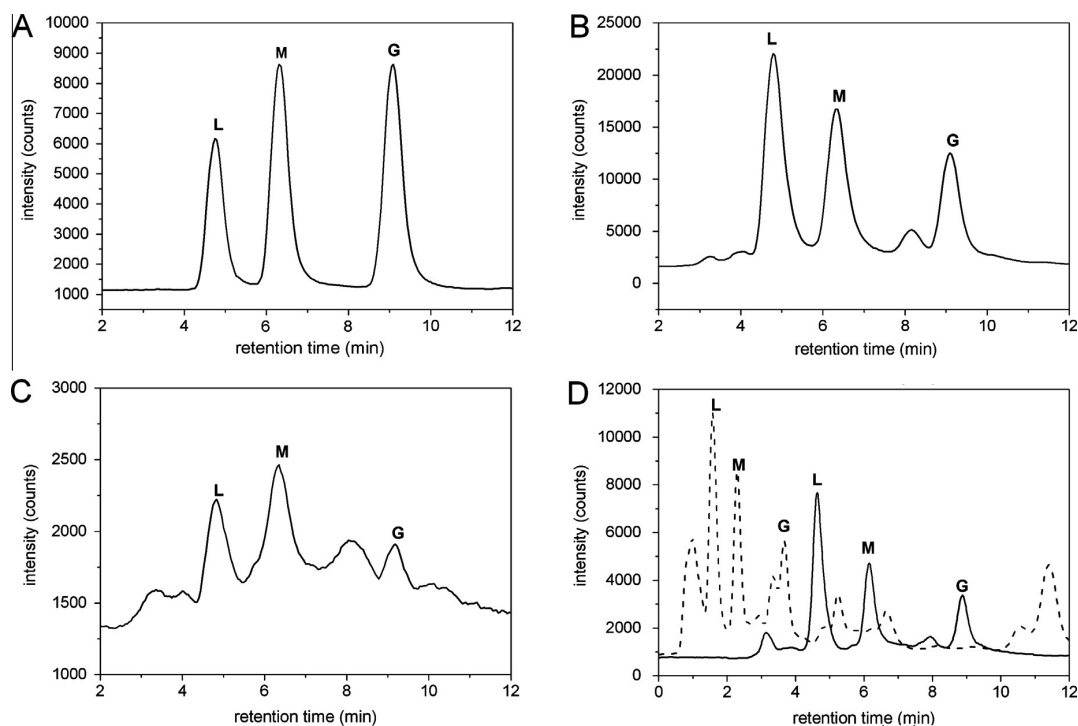 A
10000
9000
8000
7000
6000
5000
4000
3000
2000
1000
intensity (counts)
L
M
G
2 4 6 8 10 12
retention time (min)
B
25000
20000
15000
10000
5000
0
intensity (counts)
L
M
G
2 4 6 8 10 12
retention time (min)
C
3000
2500
2000
1500
1000
intensity (counts)
L
M
G
2 4 6 8 10 12
retention time (min)
D
12000
10000
8000
6000
4000
2000
0
intensity (counts)
L
M
G
L
M
G
0 2 4 6 8 10 12
retention time (min)